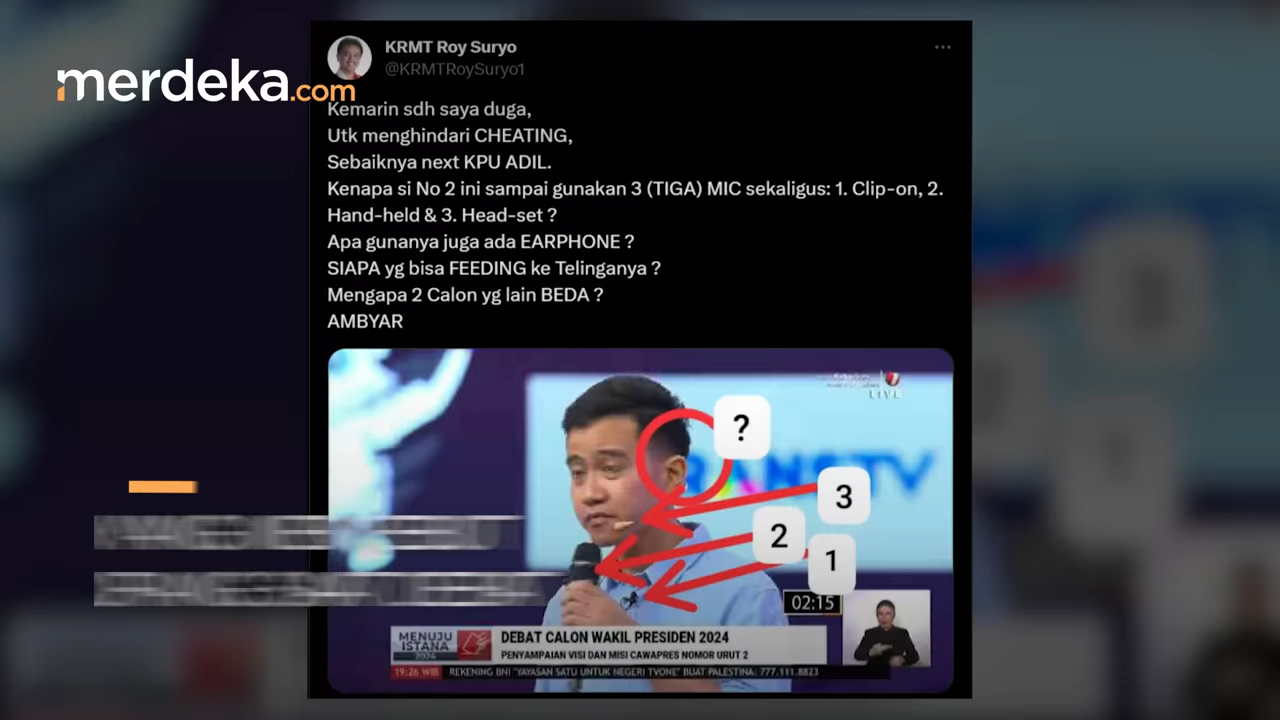 merdeka.com
KRMT Roy Suryo
@KRMTRoySuryo1
Kemarin sdh saya duga,
Utk menghindari CHEATING,
Sebaiknya next KPU ADIL.
Kenapa si No 2 ini sampai gunakan 3 (TIGA) MIC sekaligus: 1. Clip-on, 2.
Hand-held & 3. Head-set ?
Apa gunanya juga ada EARPHONE ?
SIAPA yg bisa FEEDING ke Telinganya ?
Mengapa 2 Calon yg lain BEDA ?
AMBYAR
LIVE
?
TRANSTV
3
2
1
02:15
MENUJU
ISTANA
2024
DEBAT CALON WAKIL PRESIDEN 2024
PENYAMPAIAN VISI DAN MISI CAWAPRES NOMOR URUT 2
19:26 WIB
REKENING BNI "YAYASAN SATU UNTUK NEGERI TVONE" BUAT PALESTINA: 777.111.8823